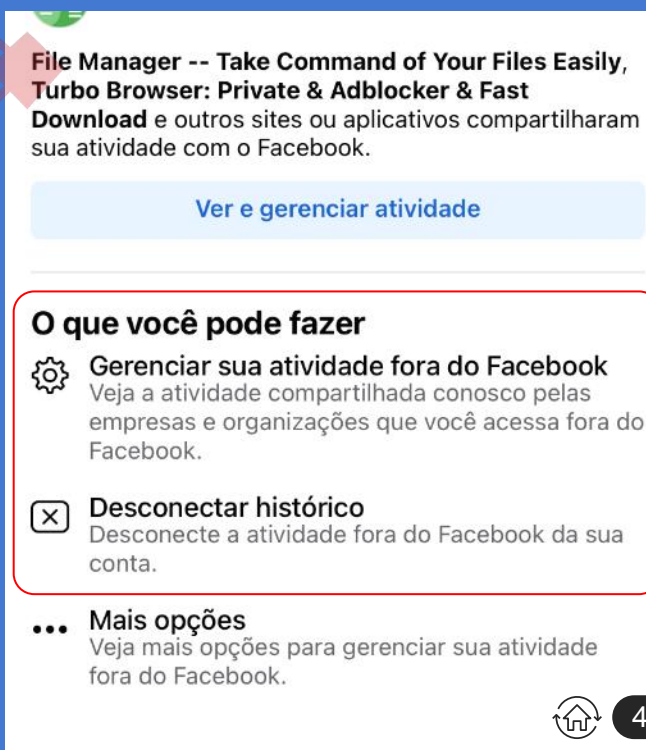 File Manager -- Take Command of Your Files Easily,
Turbo Browser: Private & Adblocker & Fast
Download e outros sites ou aplicativos compartilharam
sua atividade com o Facebook.
Ver e gerenciar atividade
O que você pode fazer
Gerenciar sua atividade fora do Facebook
Veja a atividade compartilhada conosco pelas
empresas e organizações que você acessa fora do
Facebook.
Desconectar histórico
Desconecte a atividade fora do Facebook da sua
conta.
Mais opções
Veja mais opções para gerenciar sua atividade
fora do Facebook.
4